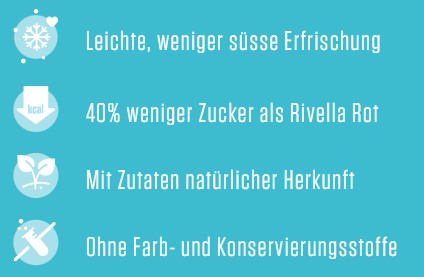 Leichte, weniger süsse Erfrischung
kcal
40% weniger Zucker als Rivella Rot
Mit Zutaten natürlicher Herkunft
Ohne Farb- und Konservierungsstoffe